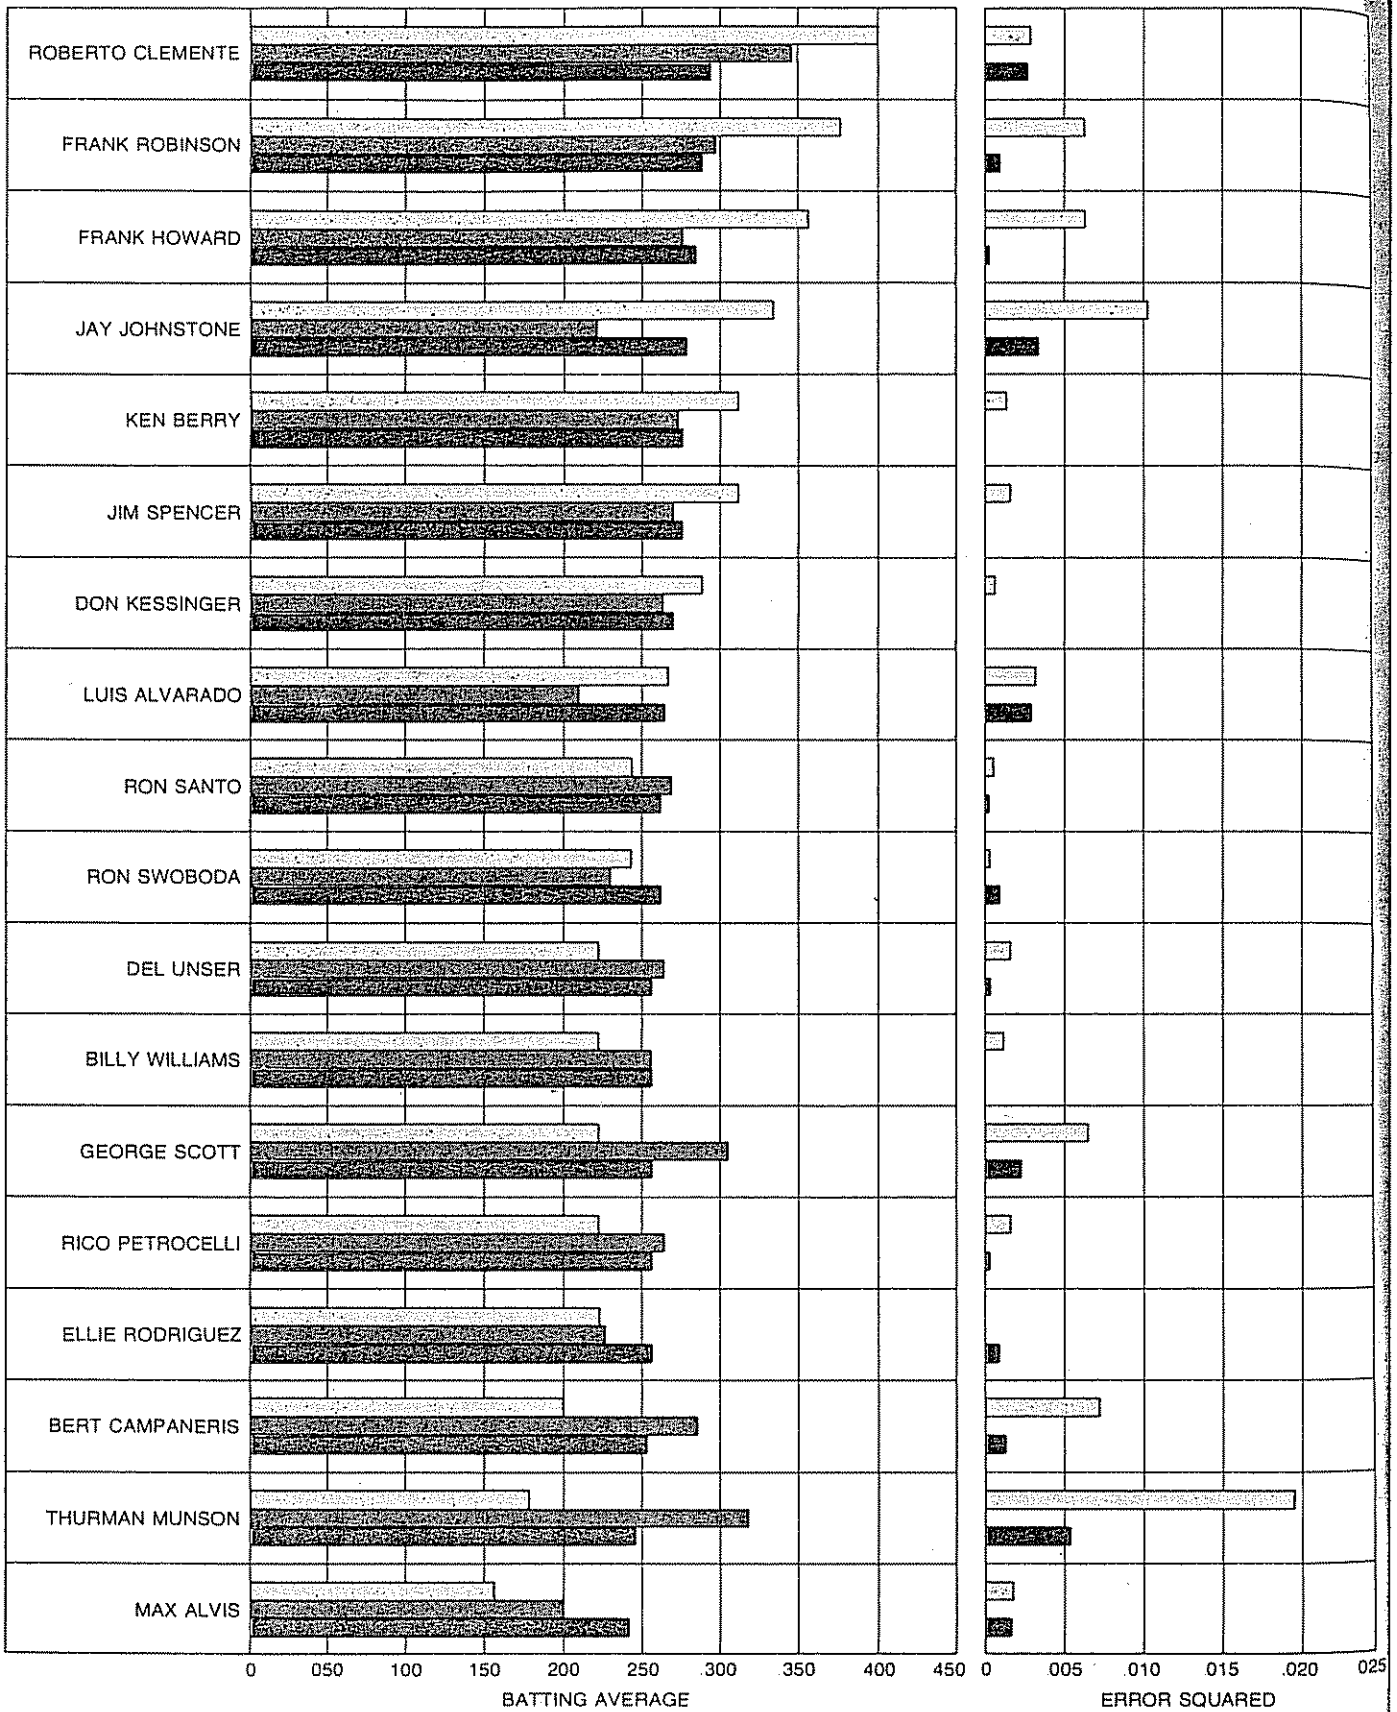 ROBERTO CLEMENTE
FRANK ROBINSON
FRANK HOWARD
JAY JOHNSTONE
KEN BERRY
JIM SPENCER
DON KESSINGER
LUIS ALVARADO
RON SANTO
RON SWOBODA
DEL UNSER
BILLY WILLIAMS
GEORGE SCOTT
RICO PETROCELLI
ELLIE RODRIGUEZ
BERT CAMPANERIS
THURMAN MUNSON
MAX ALVIS
0 050 100 150 200 250 .300 .350 400 450
BATTING AVERAGE
0 .005 .010 .015 .020 025
ERROR SQUARED